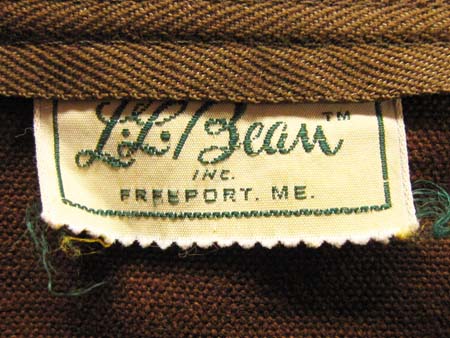 L.L. Bean™
INC.
FREEPORT, ME.